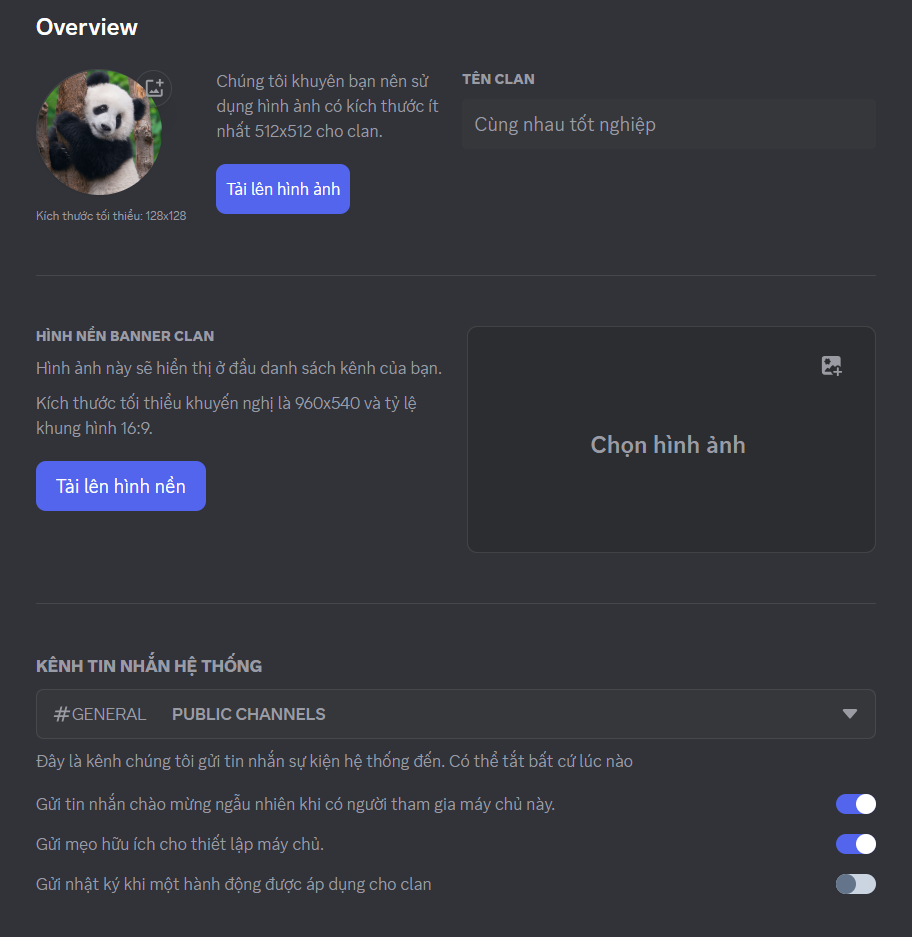 Overview
Chúng tôi khuyên bạn nên sử
dụng hình ảnh có kích thước ít
nhất 512x512 cho clan.
Tải lên hình ảnh
Kích thước tối thiểu: 128x128
TÊN CLAN
Cùng nhau tốt nghiệp
HÌNH NỀN BANNER CLAN
Hình ảnh này sẽ hiển thị ở đầu danh sách kênh của bạn.
Kích thước tối thiểu khuyến nghị là 960x540 và tỷ lệ
khung hình 16:9.
Tải lên hình nền
Chọn hình ảnh
KÊNH TIN NHẮN HỆ THỐNG
#GENERAL PUBLIC CHANNELS
Đây là kênh chúng tôi gửi tin nhắn sự kiện hệ thống đến. Có thể tắt bất cứ lúc nào
Gửi tin nhắn chào mừng ngẫu nhiên khi có người tham gia máy chủ này.
Gửi mẹo hữu ích cho thiết lập máy chủ.
Gửi nhật ký khi một hành động được áp dụng cho clan